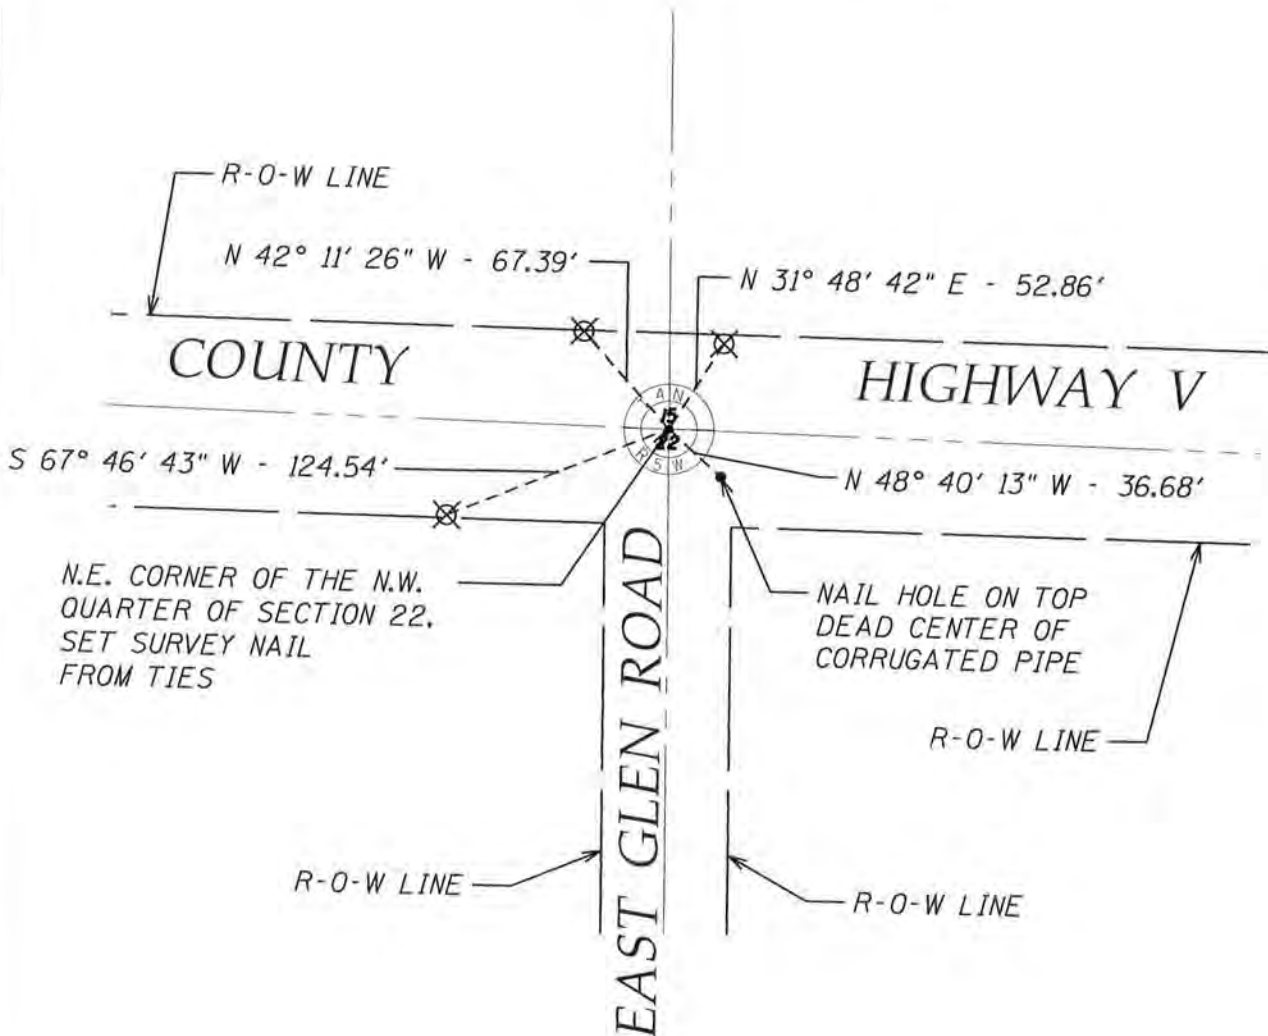 R-O-W LINE
N 42° 11' 26" W - 67.39'
N 31° 48' 42" E - 52.86'
COUNTY
HIGHWAY V
4 N
15
22
R 5 W
S 67° 46' 43" W - 124.54'
N 48° 40' 13" W - 36.68'
N.E. CORNER OF THE N.W.
QUARTER OF SECTION 22.
SET SURVEY NAIL
FROM TIES
EAST GLEN ROAD
NAIL HOLE ON TOP
DEAD CENTER OF
CORRUGATED PIPE
R-O-W LINE
R-O-W LINE
R-O-W LINE